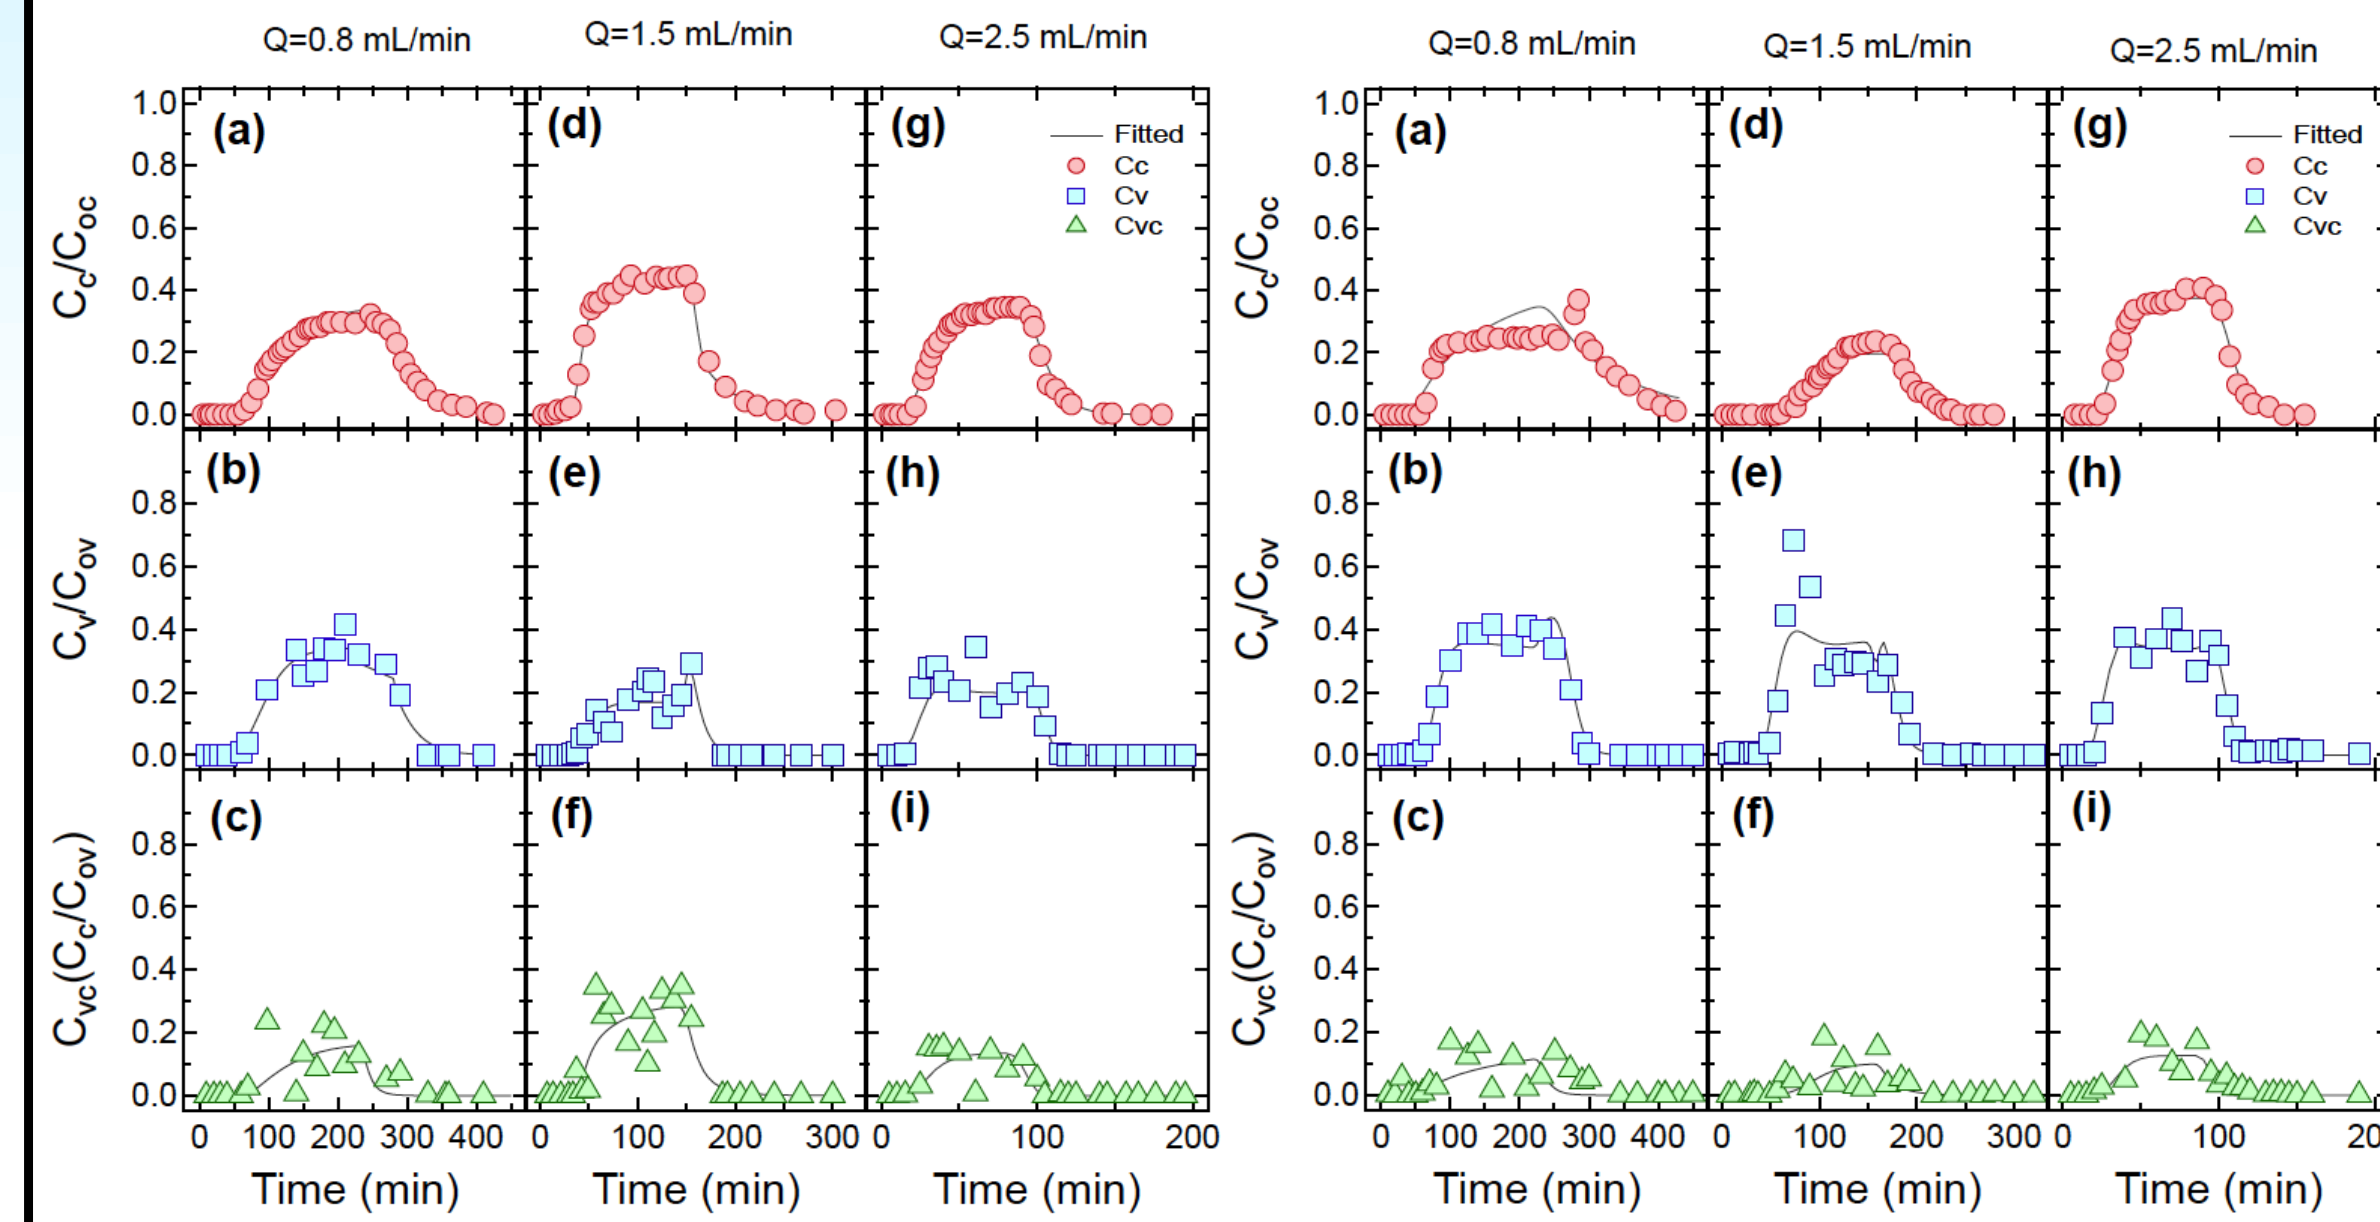 Q=0.8 mL/min Q=1.5 mL/min Q=2.5 mL/min
(a) (d) (g)
Fitted
Cc
Cv
Cvc
1.0
0.8
0.6
0.4
0.2
0.0
Cc/Coc
(b) (e) (h)
0.8
0.6
0.4
0.2
0.0
Cv/Cov
(c) (f) (i)
0.8
0.6
0.4
0.2
0.0
Cvc(Cc/Cov)
0 100 200 300 400 0 100 200 300 0 100 200
Time (min) Time (min) Time (min)
Q=0.8 mL/min Q=1.5 mL/min Q=2.5 mL/min
(a) (d) (g)
Fitted
Cc
Cv
Cvc
1.0
0.8
0.6
0.4
0.2
0.0
Cc/Coc
(b) (e) (h)
0.8
0.6
0.4
0.2
0.0
Cv/Cov
(c) (f) (i)
0.8
0.6
0.4
0.2
0.0
Cvc(Cc/Cov)
0 100 200 300 400 0 100 200 300 0 100 20
Time (min) Time (min) Time (min)